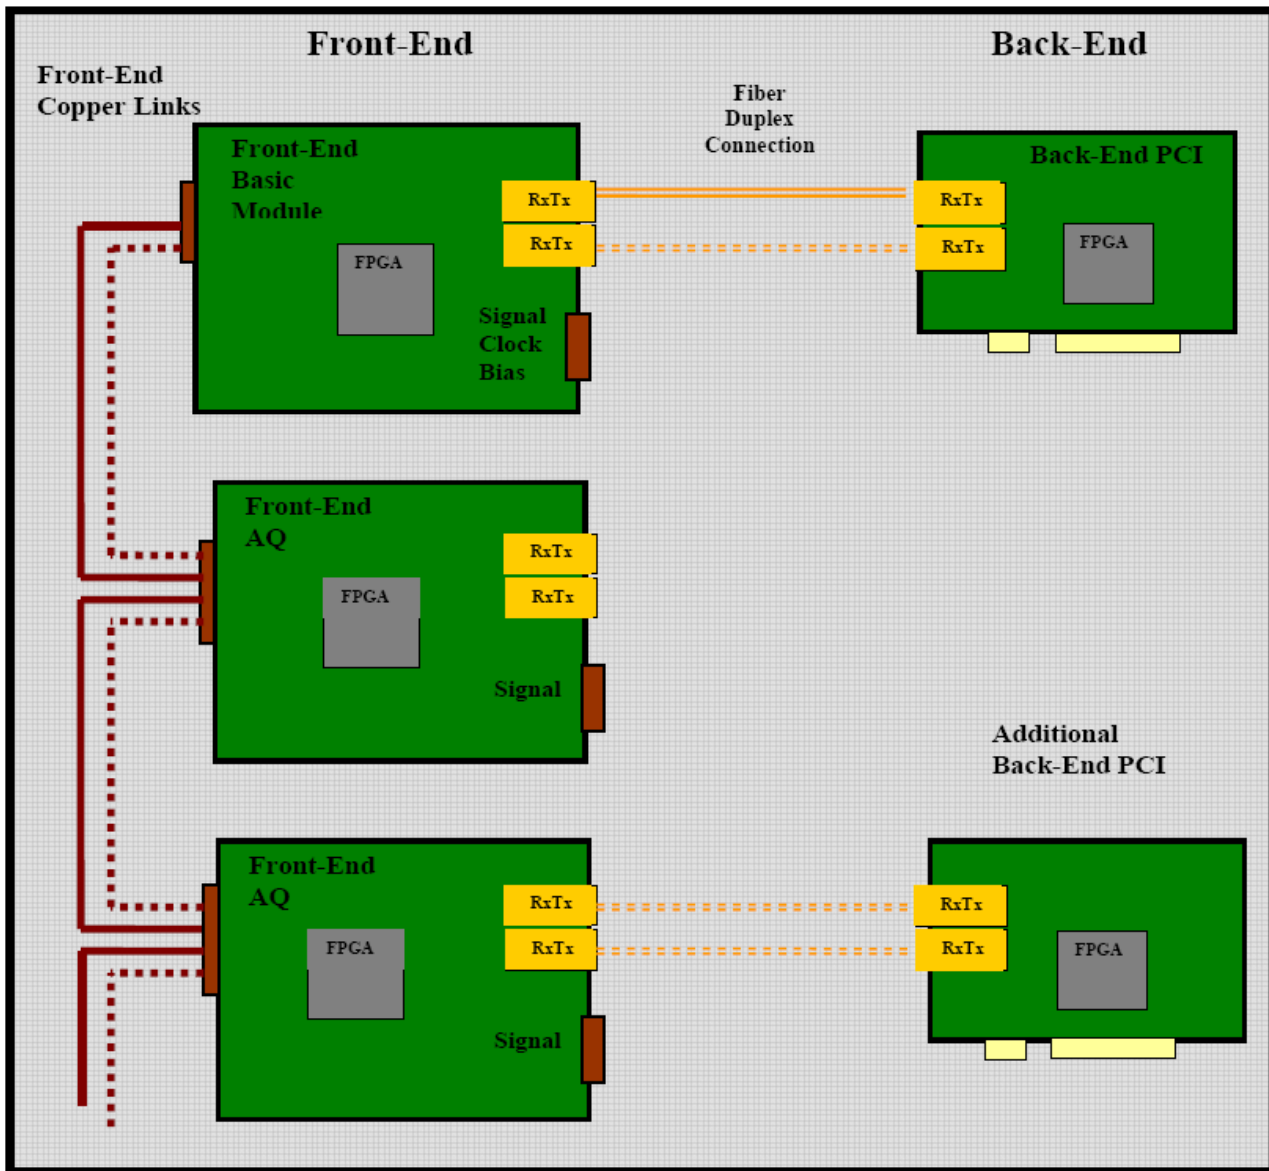 Front-End
Back-End
Front-End
Copper Links
Fiber
Duplex
Connection
Front-End
Basic
Module
RxTx
RxTx
FPGA
Signal
Clock
Bias
Back-End PCI
RxTx
RxTx
FPGA
Front-End
AQ
RxTx
RxTx
FPGA
Signal
Additional
Back-End PCI
Front-End
AQ
RxTx
RxTx
FPGA
Signal
RxTx
RxTx
FPGA